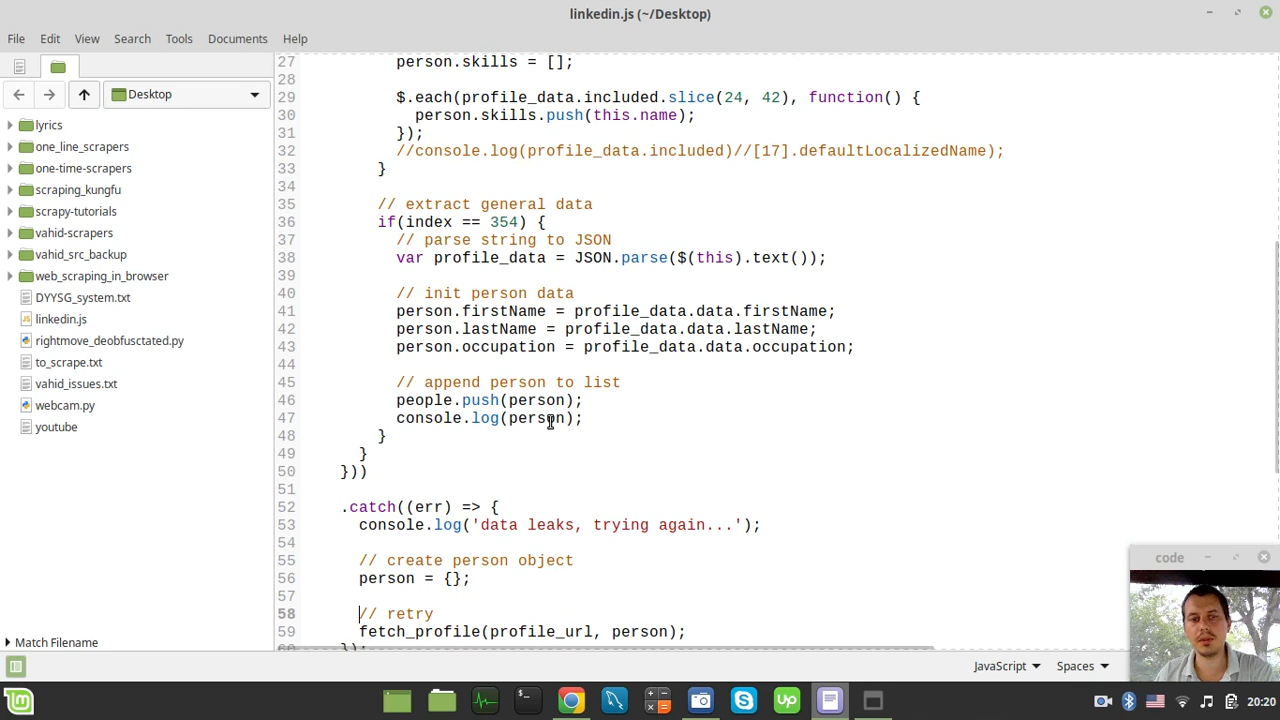 linkedin.js (~/Desktop)
File Edit View Search Tools Documents Help
Desktop
lyrics
one_line_scrapers
one-time-scrapers
scraping_kungfu
scrapy-tutorials
vahid-scrapers
vahid_src_backup
web_scraping_in_browser
DYYSG_system.txt
linkedin.js
rightmove_deobfusctated.py
to_scrape.txt
vahid_issues.txt
webcam.py
youtube
Match Filename
27 person.skills = [];
28
29 $.each(profile_data.included.slice(24, 42), function() {
30 person.skills.push(this.name);
31 });
32 //console.log(profile_data.included)//[17].defaultLocalizedName);
33 }
34
35 // extract general data
36 if(index == 354) {
37 // parse string to JSON
38 var profile_data = JSON.parse($(this).text());
39
40 // init person data
41 person.firstName = profile_data.data.firstName;
42 person.lastName = profile_data.data.lastName;
43 person.occupation = profile_data.data.occupation;
44
45 // append person to list
46 people.push(person);
47 console.log(person);
48 }
49 }
50 }))
51
52 .catch((err) => {
53 console.log('data leaks, trying again...');
54
55 // create person object
56 person = {};
57
58 // retry
59 fetch_profile(profile_url, person);
60 });
code
JavaScript Spaces
20:20